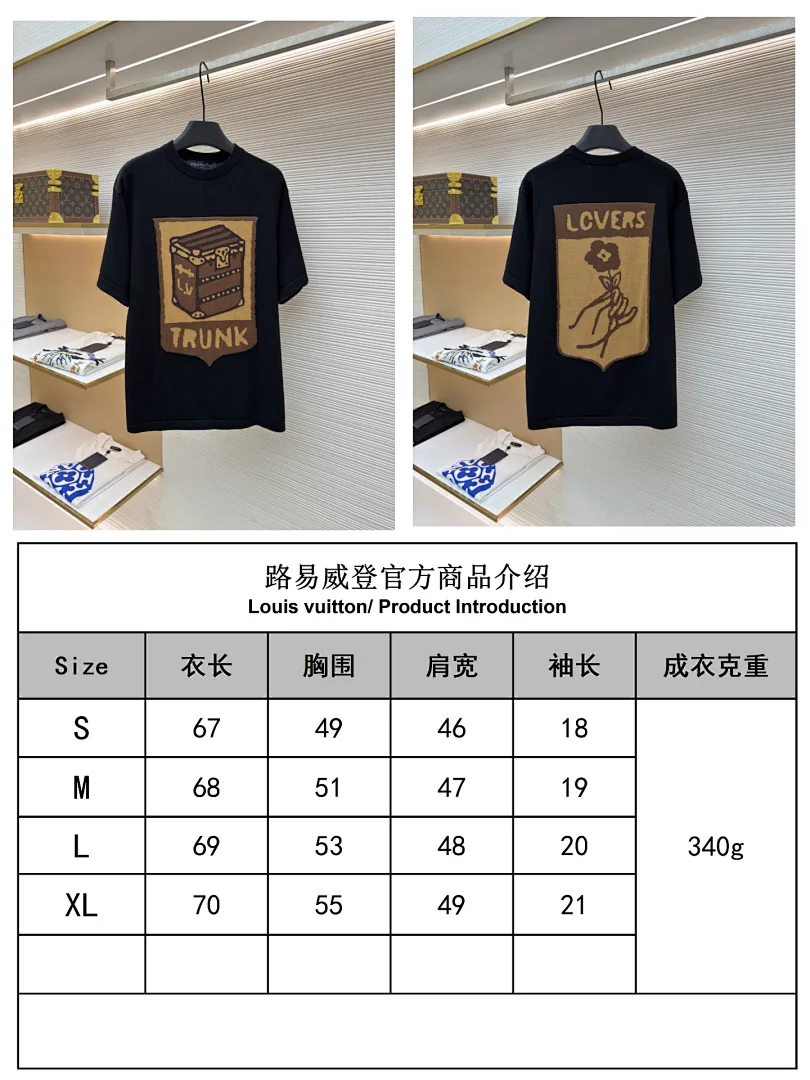 L.V
TRUNK
LOVERS
路易威登官方商品介绍
Louis vuitton/ Product Introduction
Size 衣长 胸围 肩宽 袖长 成衣克重
S 67 49 46 18
M 68 51 47 19
L 69 53 48 20
340g
XL 70 55 49 21